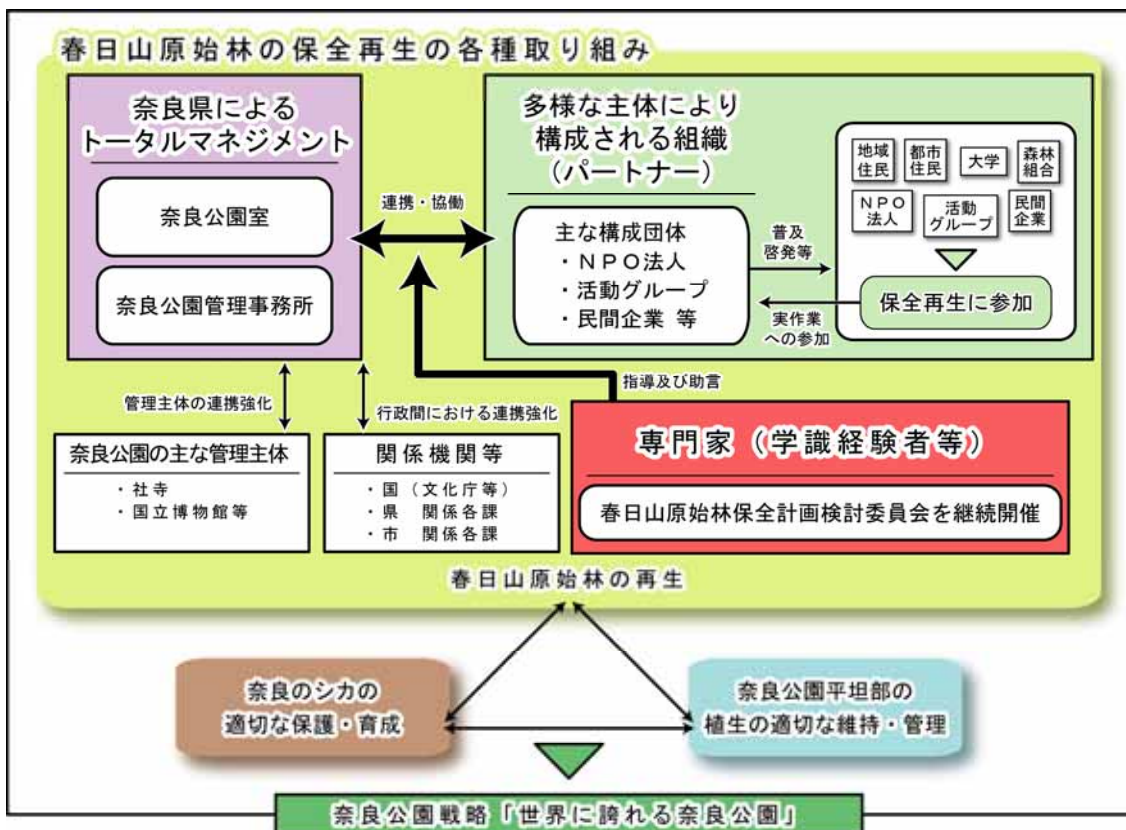 春日山原始林の保全再生の各種取り組み
奈良県による
トータルマネジメント
奈良公園室
奈良公園管理事務所
連携・協働
多様な主体により
構成される組織
(パートナー)
主な構成団体
・ＮＰＯ法人
・活動グループ
・民間企業 等
普及
啓発等
実作業
への参加
地域
住民
都市
住民
大学
森林
組合
ＮＰＯ
法人
活動
グループ
民間
企業
保全再生に参加
管理主体の連携強化
行政間における連携強化
指導及び助言
奈良公園の主な管理主体
・社寺
・国立博物館等
関係機関等
・国（文化庁等）
・県　関係各課
・市　関係各課
専門家（学識経験者等）
春日山原始林保全計画検討委員会を継続開催
春日山原始林の再生
奈良のシカの
適切な保護・育成
奈良公園平坦部の
植生の適切な維持・管理
奈良公園戦略「世界に誇れる奈良公園」